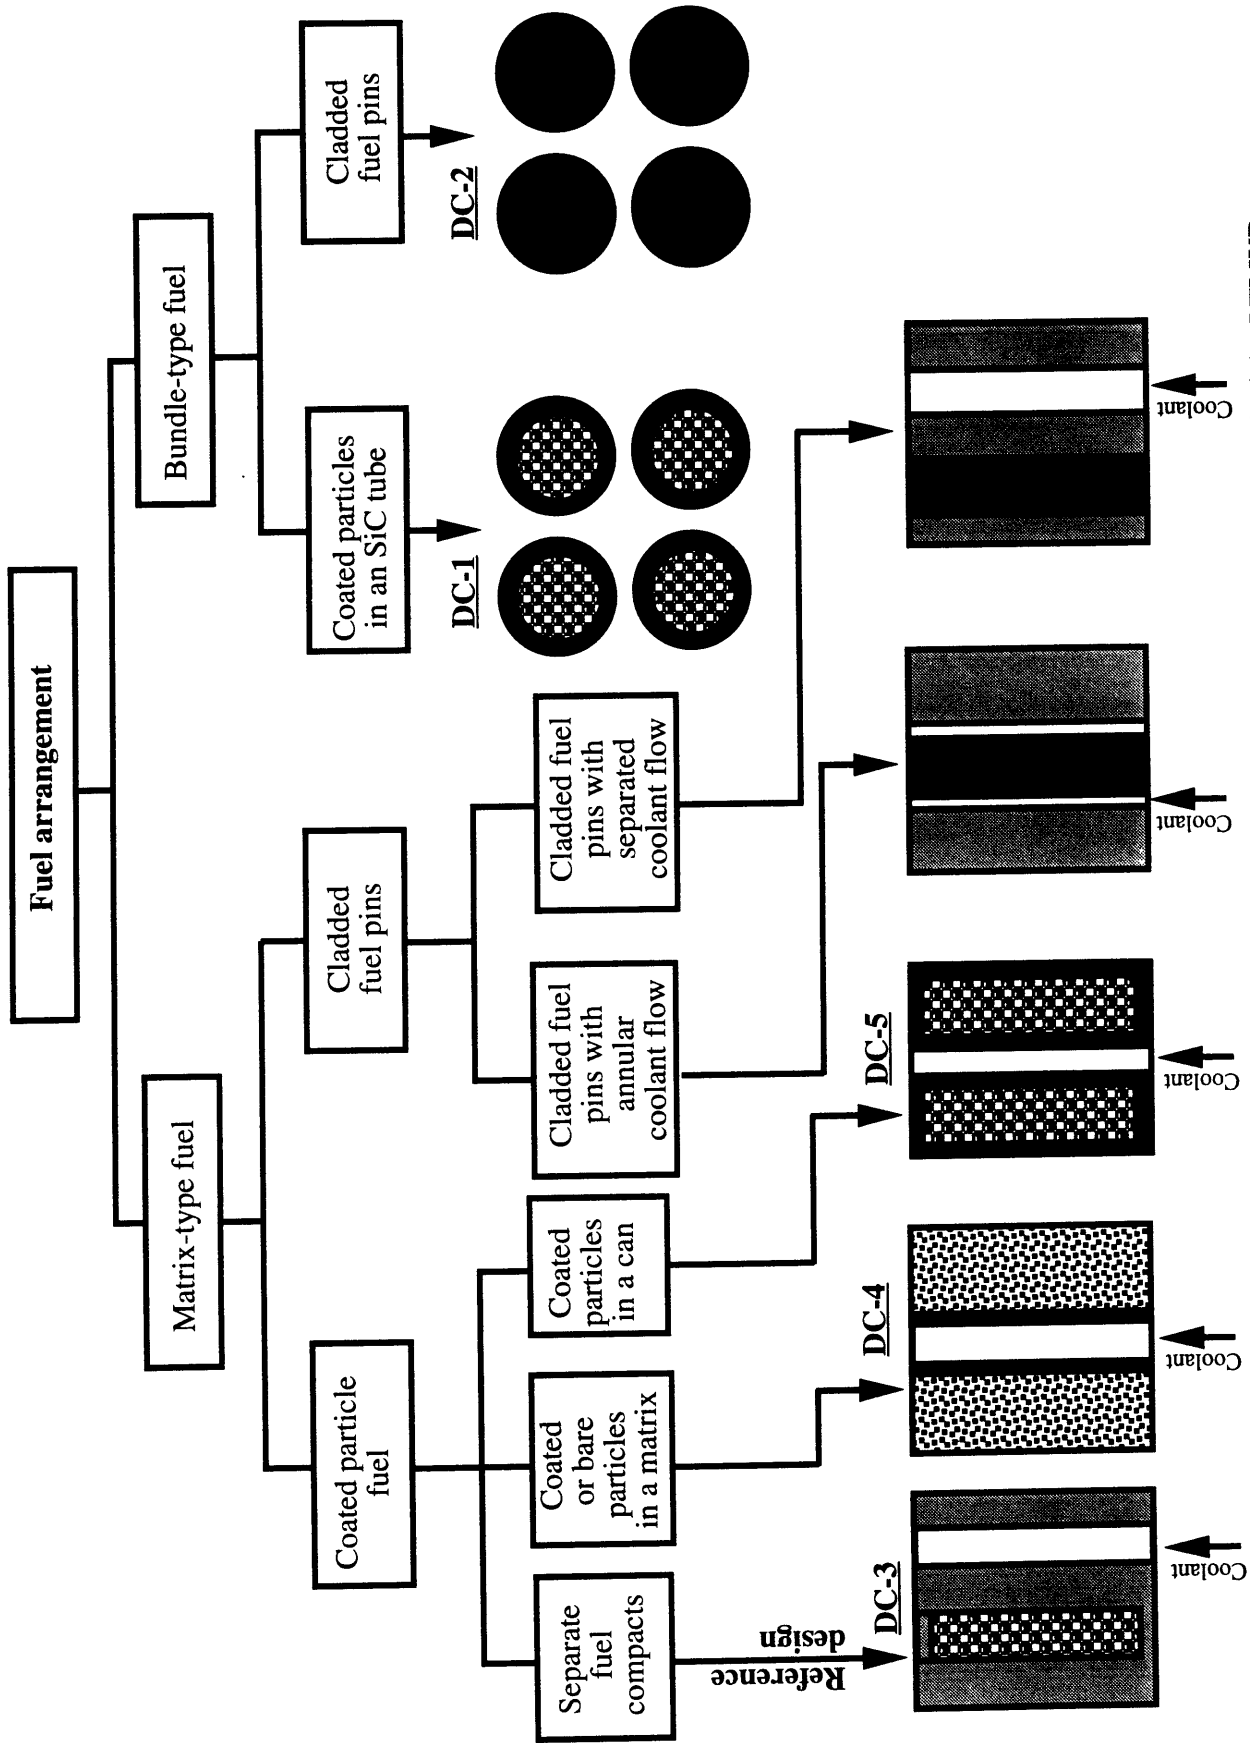 Fuel arrangement
Matrix-type fuel
Bundle-type fuel
Coated particle
fuel
Cladded
fuel pins
Coated particles
in an SiC tube
Cladded
fuel pins
Separate
fuel
compacts
Coated
or bare
particles
in a matrix
Coated
particles
in a can
Cladded fuel
pins with
annular
coolant flow
Cladded fuel
pins with
separated
coolant flow
DC-1
DC-2
Reference
design
DC-3
DC-4
DC-5
Coolant
Coolant
Coolant
Coolant
Coolant